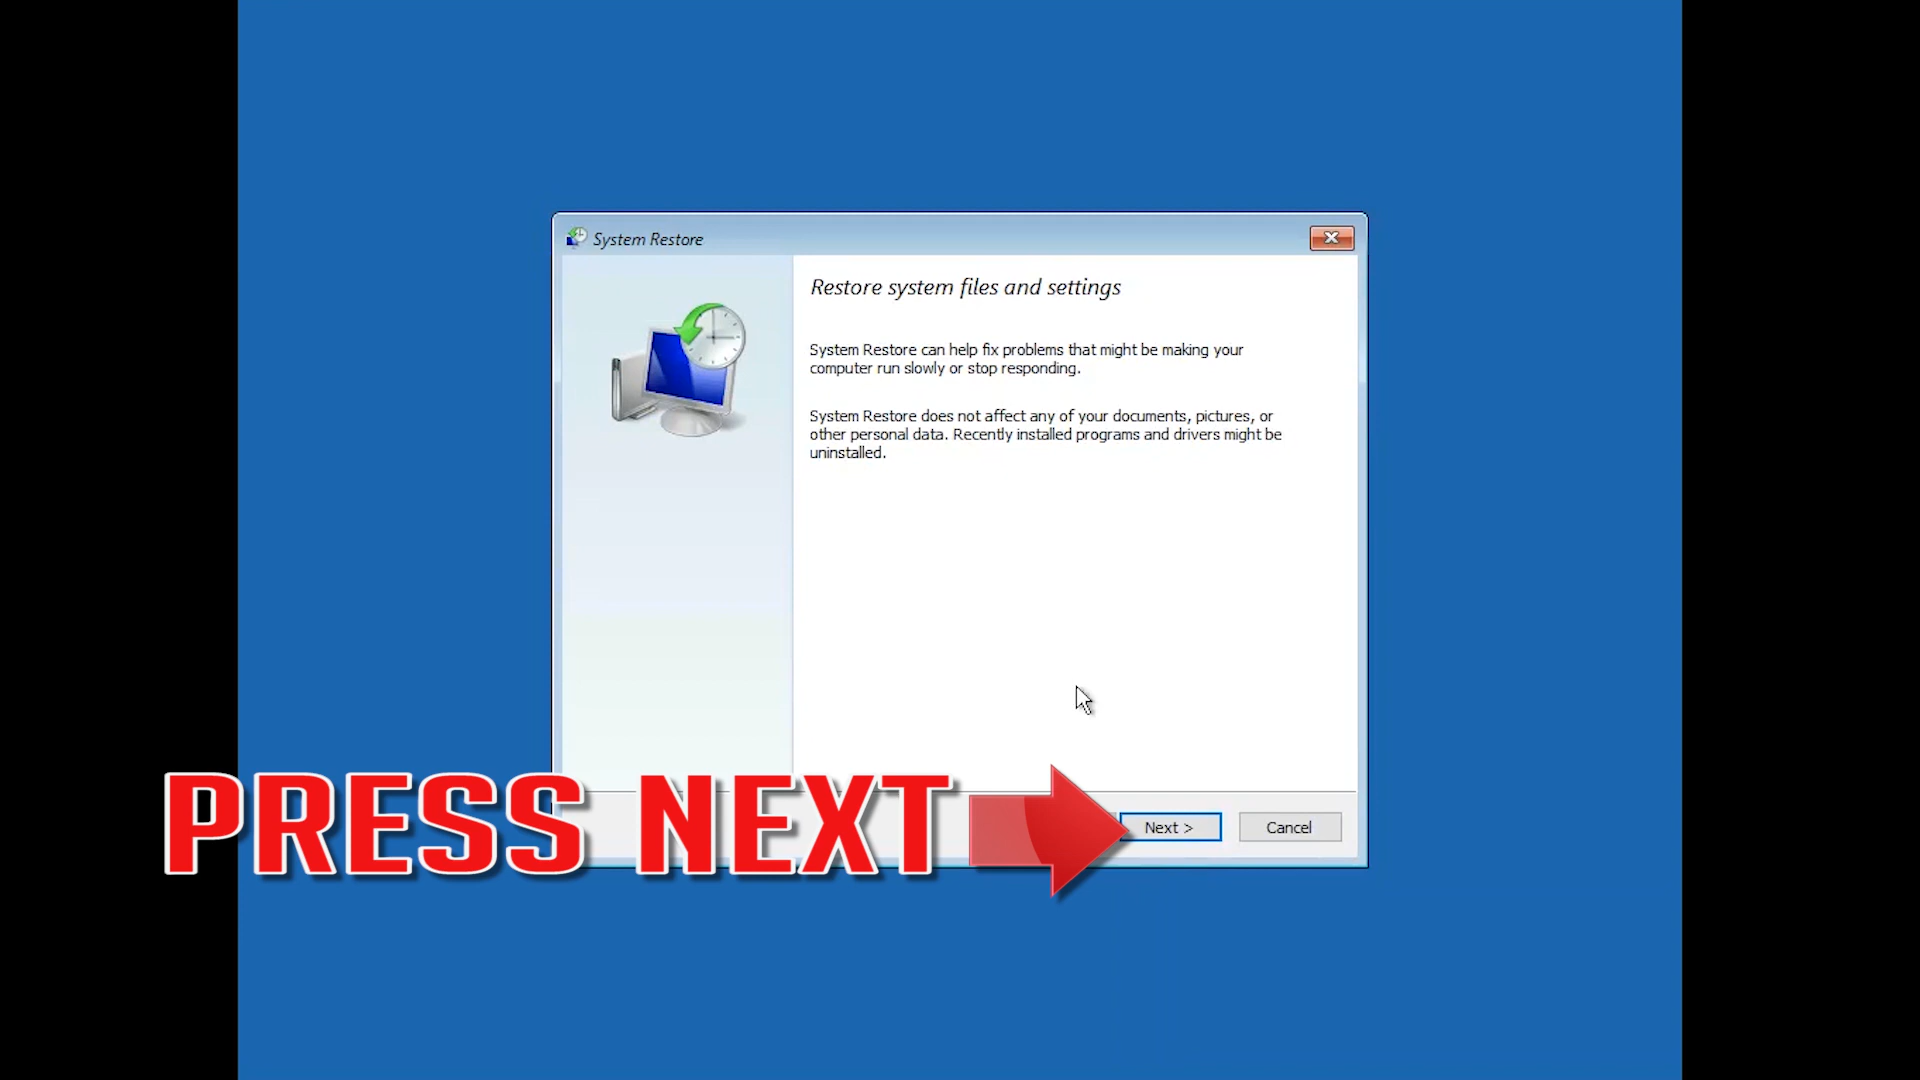 System Restore
Restore system files and settings
System Restore can help fix problems that might be making your
computer run slowly or stop responding.
System Restore does not affect any of your documents, pictures, or
other personal data. Recently installed programs and drivers might be
uninstalled.
PRESS NEXT
Next >
Cancel